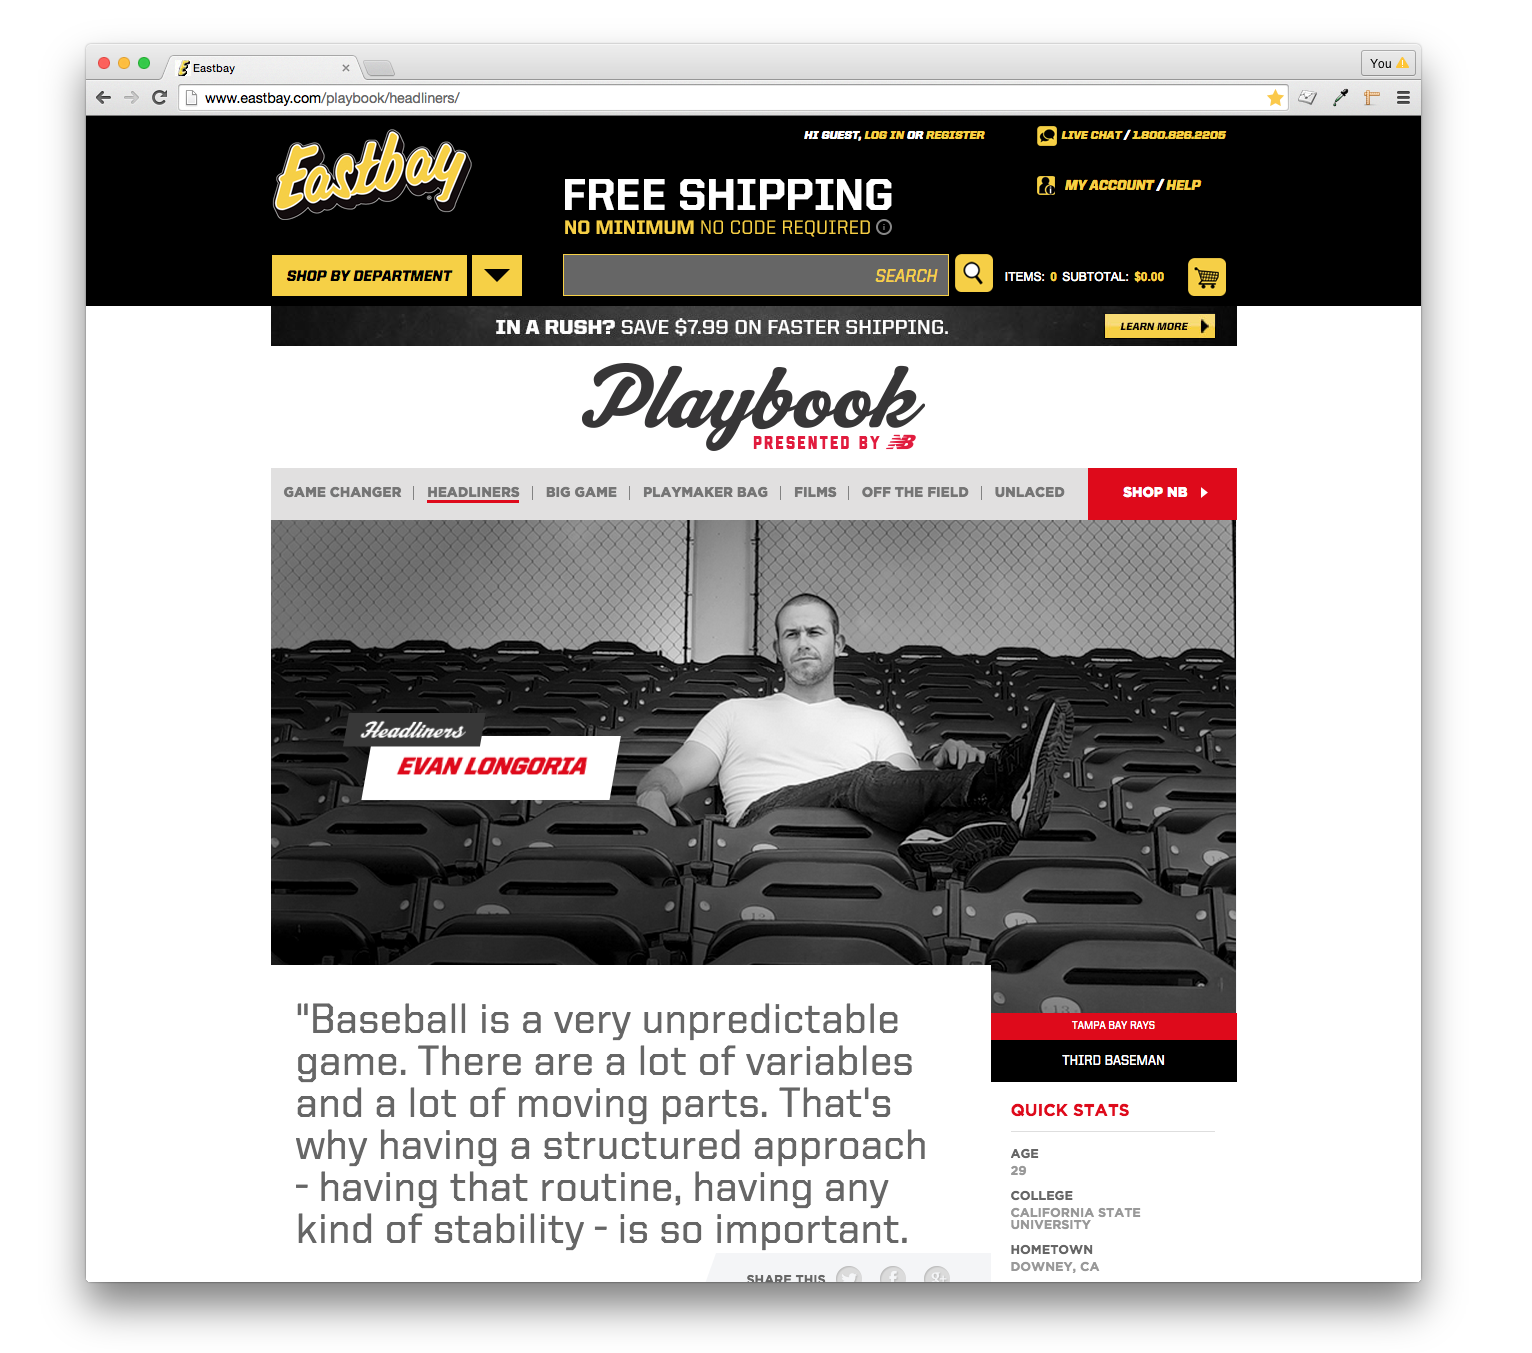 Eastbay
You
www.eastbay.com/playbook/headliners/
Eastbay
HI GUEST, LOG IN OR REGISTER
LIVE CHAT / 1.800.826.2205
MY ACCOUNT / HELP
FREE SHIPPING
NO MINIMUM NO CODE REQUIRED
SHOP BY DEPARTMENT
SEARCH
ITEMS: 0 SUBTOTAL: $0.00
IN A RUSH? SAVE $7.99 ON FASTER SHIPPING.
LEARN MORE
Playbook
PRESENTED BY NB
GAME CHANGER | HEADLINERS | BIG GAME | PLAYMAKER BAG | FILMS | OFF THE FIELD | UNLACED
SHOP NB
Headliners
EVAN LONGORIA
"Baseball is a very unpredictable
game. There are a lot of variables
and a lot of moving parts. That's
why having a structured approach
- having that routine, having any
kind of stability - is so important.
SHARE THIS
TAMPA BAY RAYS
THIRD BASEMAN
QUICK STATS
AGE
29
COLLEGE
CALIFORNIA STATE
UNIVERSITY
HOMETOWN
DOWNEY, CA